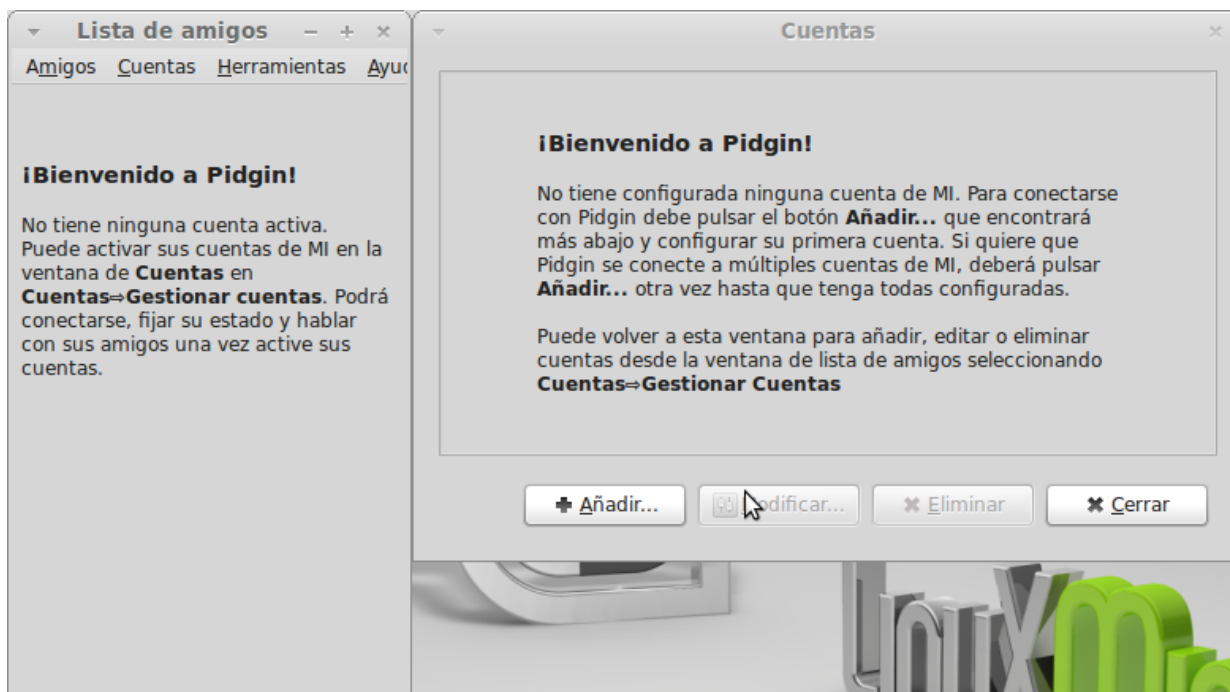 Lista de amigos
Amigos Cuentas Herramientas
¡Bienvenido a Pidgin!
No tiene ninguna cuenta activa.
Puede activar sus cuentas de MI en la
ventana de Cuentas en
Cuentas⇨Gestionar cuentas. Podrá
conectarse, fijar su estado y hablar
con sus amigos una vez active sus
cuentas.
Cuentas
¡Bienvenido a Pidgin!
No tiene configurada ninguna cuenta de MI. Para conectarse
con Pidgin debe pulsar el botón Añadir... que encontrará
más abajo y configurar su primera cuenta. Si quiere que
Pidgin se conecte a múltiples cuentas de MI, deberá pulsar
Añadir... otra vez hasta que tenga todas configuradas.
Puede volver a esta ventana para añadir, editar o eliminar
cuentas desde la ventana de lista de amigos seleccionando
Cuentas⇨Gestionar Cuentas
Añadir... Eliminar Cerrar
Linux